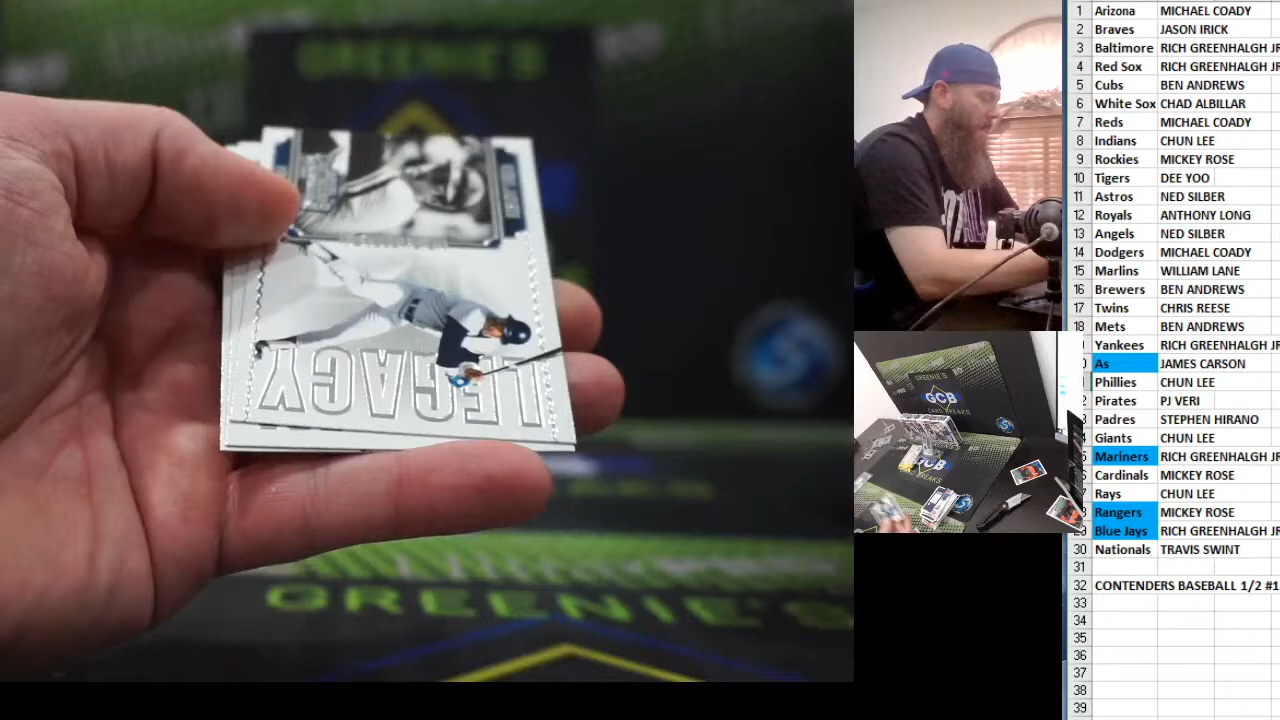 GREENIE'S
LEGACY
GREENIE'S
GREENIE'S
GCB
CARD BREAKS
GCB
1 Arizona MICHAEL COADY
2 Braves JASON IRICK
3 Baltimore RICH GREENHALGH JR
4 Red Sox RICH GREENHALGH JR
5 Cubs BEN ANDREWS
6 White Sox CHAD ALBILLAR
7 Reds MICHAEL COADY
8 Indians CHUN LEE
9 Rockies MICKEY ROSE
10 Tigers DEE YOO
11 Astros NED SILBER
12 Royals ANTHONY LONG
13 Angels NED SILBER
14 Dodgers MICHAEL COADY
15 Marlins WILLIAM LANE
16 Brewers BEN ANDREWS
17 Twins CHRIS REESE
18 Mets BEN ANDREWS
Yankees RICH GREENHALGH JR
As JAMES CARSON
Phillies CHUN LEE
Pirates PJ VERI
Padres STEPHEN HIRANO
Giants CHUN LEE
Mariners RICH GREENHALGH JR
Cardinals MICKEY ROSE
Rays CHUN LEE
Rangers MICKEY ROSE
Blue Jays RICH GREENHALGH JR
30 Nationals TRAVIS SWINT
31
32 CONTENDERS BASEBALL 1/2 #1
33
34
35
36
37
38
39